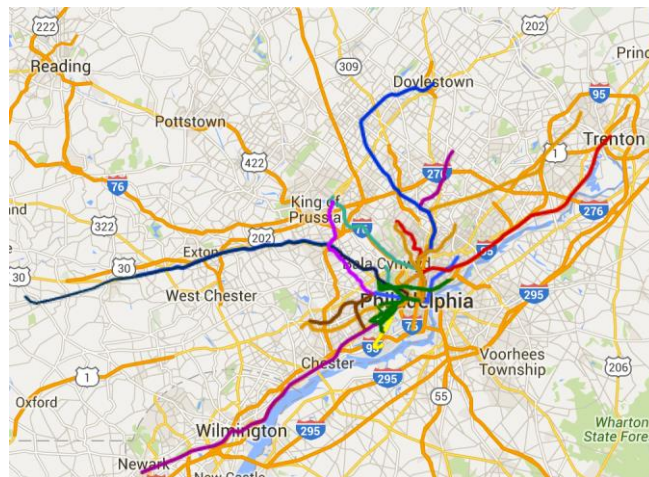 222
202
Reading
309
Doylestown
Princ
95
Pottstown
1
Trenton
422
276
76
King of
Prussia
276
nd
322
76
202
95
Exton
Bala Cynwyd
30
30
295
West Chester
Philadelphia
76
95
Voorhees
Township
Chester
1
295
206
55
Oxford
Wharton
State Fore
Wilmington
295
Newark
New Castle